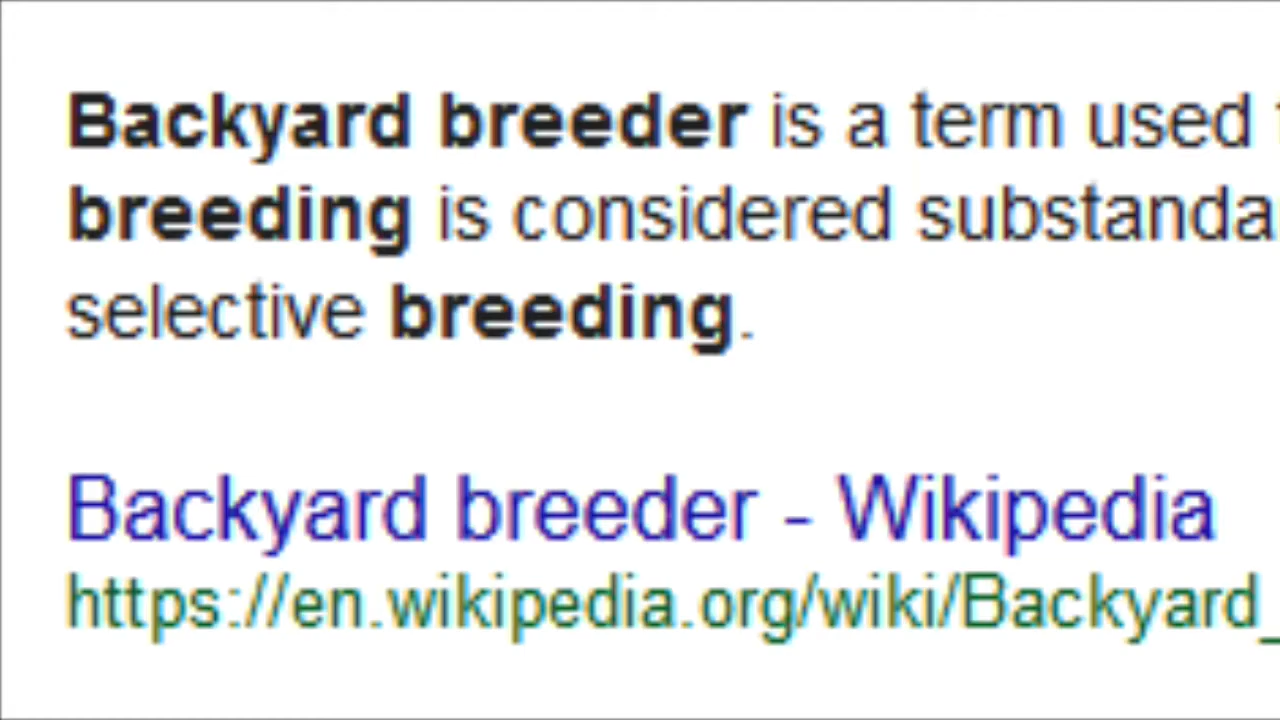 Backyard breeder is a term used
breeding is considered substanda
selective breeding.
Backyard breeder - Wikipedia
https://en.wikipedia.org/wiki/Backyard_